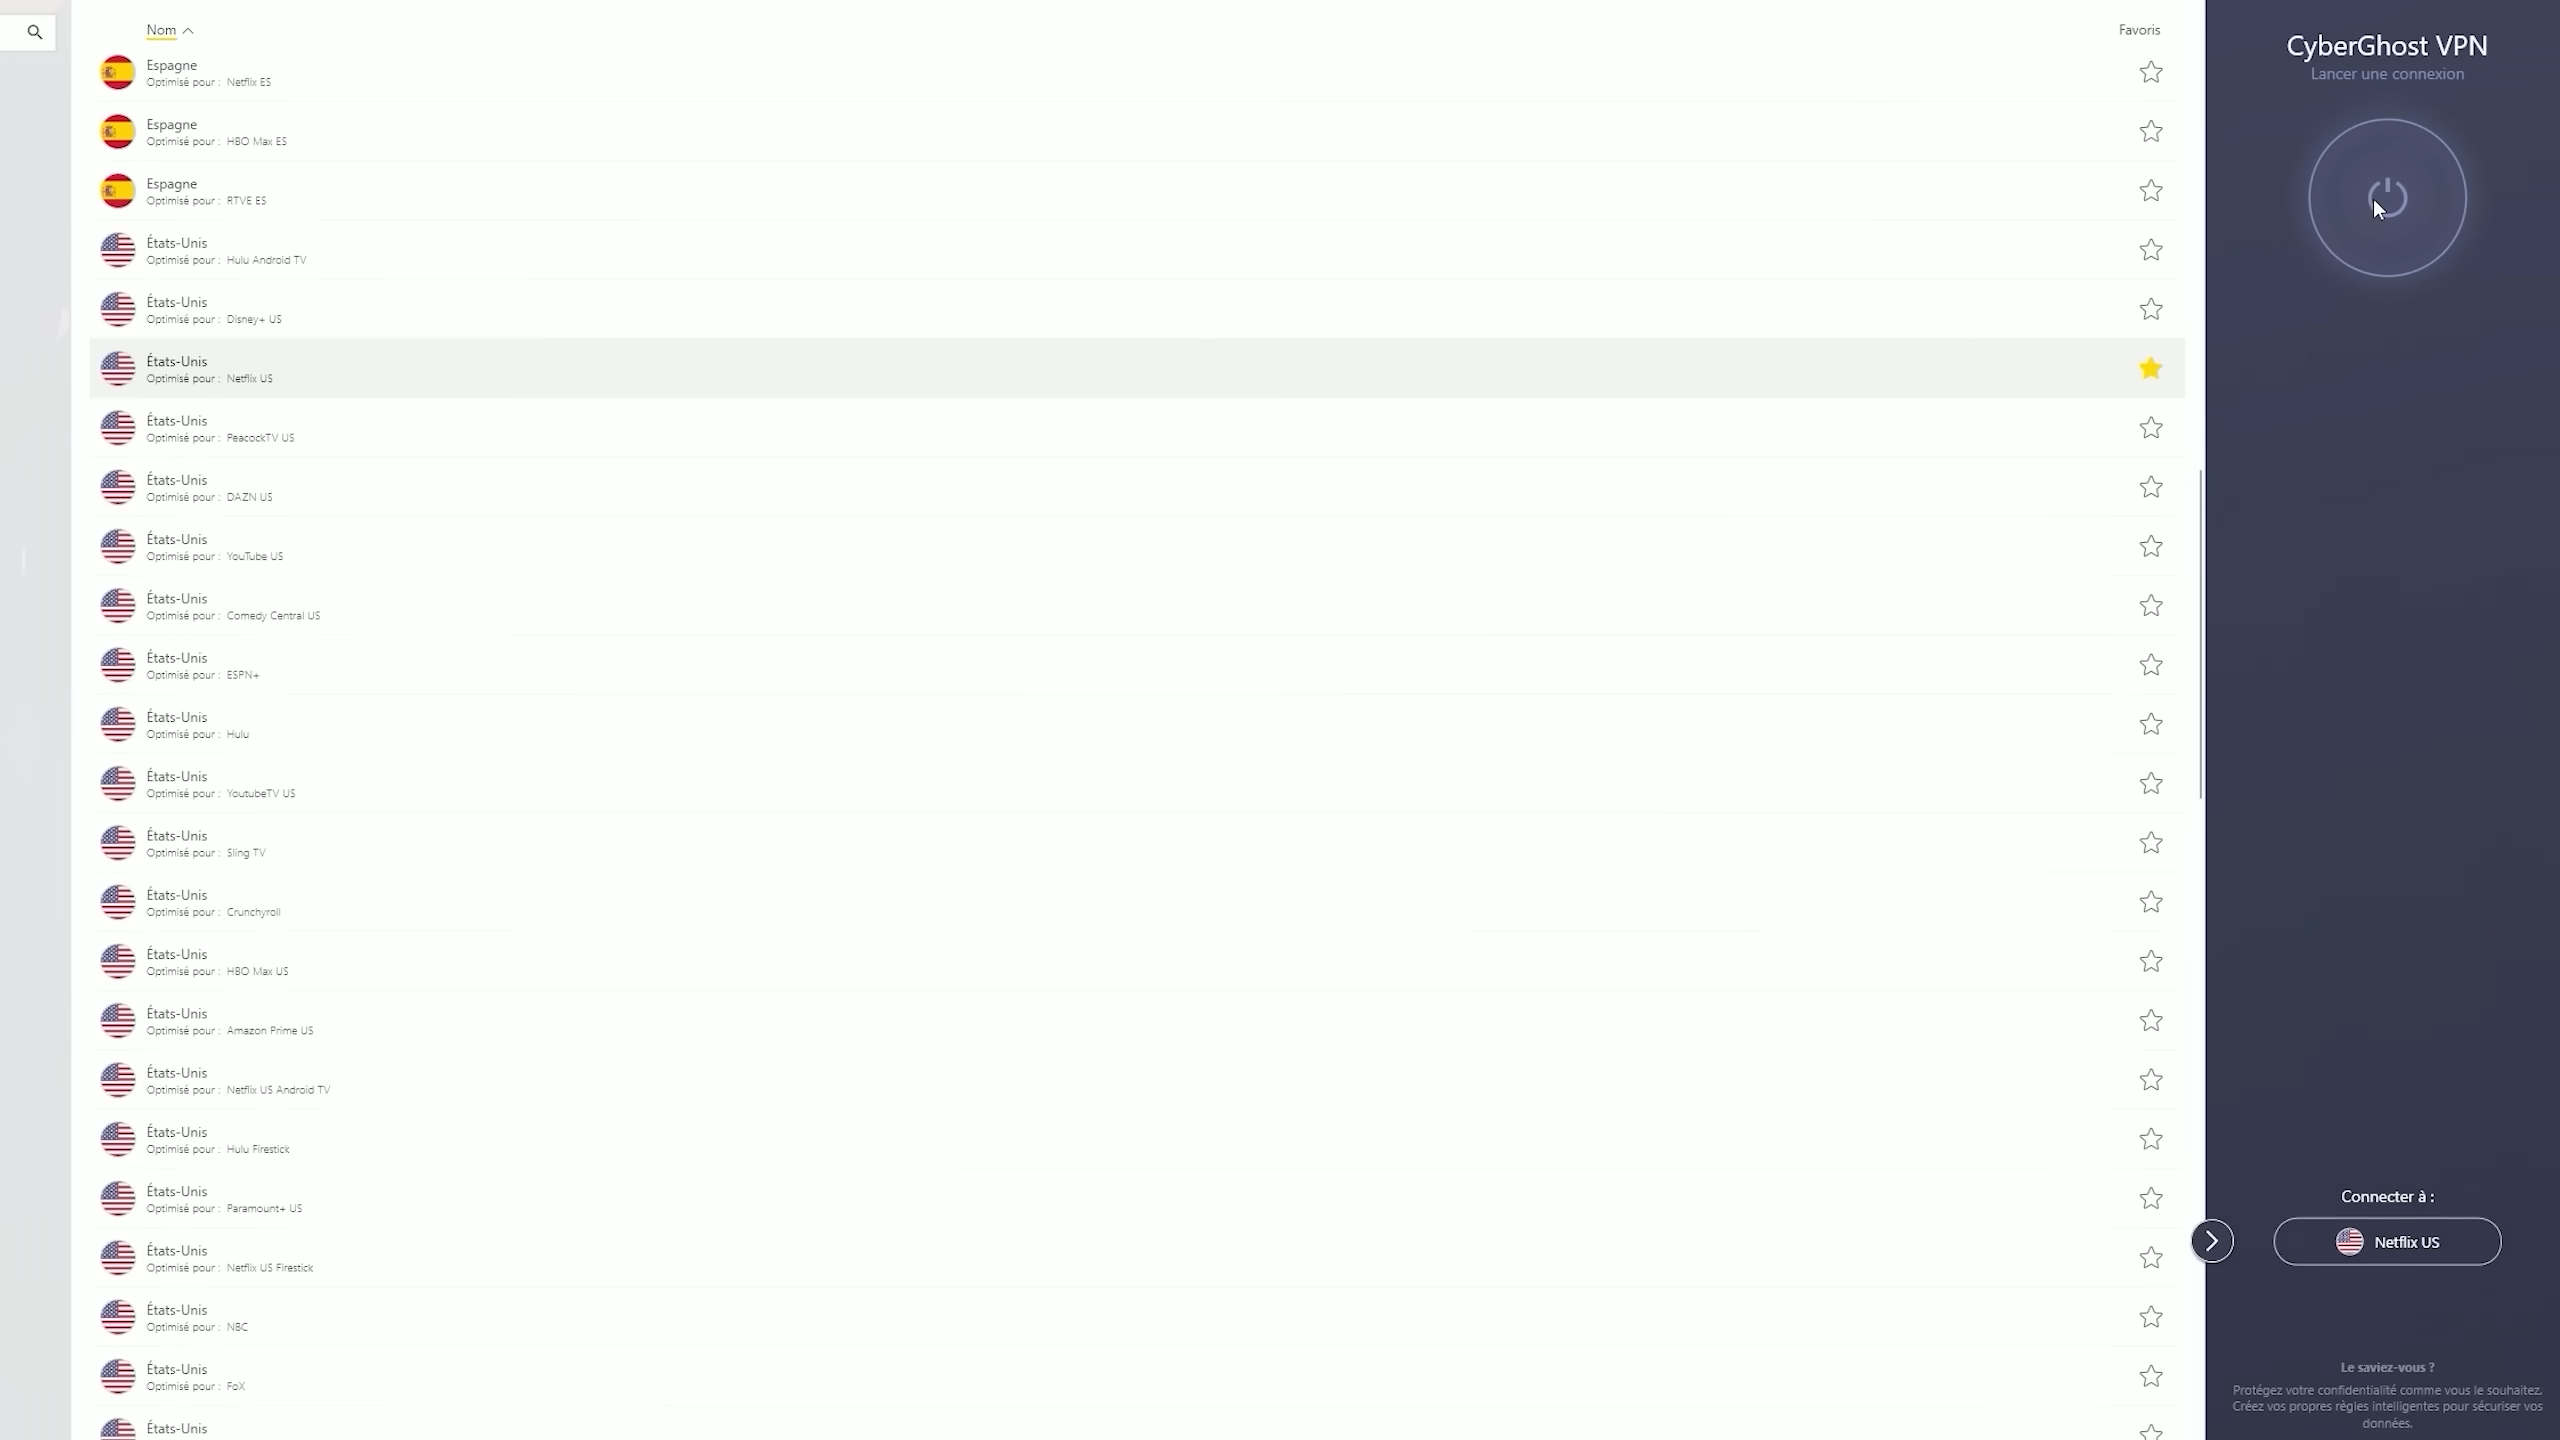 Nom
Favoris
Espagne
Optimisé pour : Netflix ES
Espagne
Optimisé pour : HBO Max ES
Espagne
Optimisé pour : RTVE ES
États-Unis
Optimisé pour : Hulu Android TV
États-Unis
Optimisé pour : Disney+ US
États-Unis
Optimisé pour : Netflix US
États-Unis
Optimisé pour : PeacockTV US
États-Unis
Optimisé pour : DAZN US
États-Unis
Optimisé pour : YouTube US
États-Unis
Optimisé pour : Comedy Central US
États-Unis
Optimisé pour : ESPN+
États-Unis
Optimisé pour : Hulu
États-Unis
Optimisé pour : YoutubeTV US
États-Unis
Optimisé pour : Sling TV
États-Unis
Optimisé pour : Crunchyroll
États-Unis
Optimisé pour : HBO Max US
États-Unis
Optimisé pour : Amazon Prime US
États-Unis
Optimisé pour : Netflix US Android TV
États-Unis
Optimisé pour : Hulu Firestick
États-Unis
Optimisé pour : Paramount+ US
États-Unis
Optimisé pour : Netflix US Firestick
États-Unis
Optimisé pour : NBC
États-Unis
Optimisé pour : FoX
États-Unis
CyberGhost VPN
Lancer une connexion
Connecter à :
Netflix US
Le saviez-vous ?
Protégez votre confidentialité comme vous le souhaitez.
Créez vos propres règles intelligentes pour sécuriser vos
données.